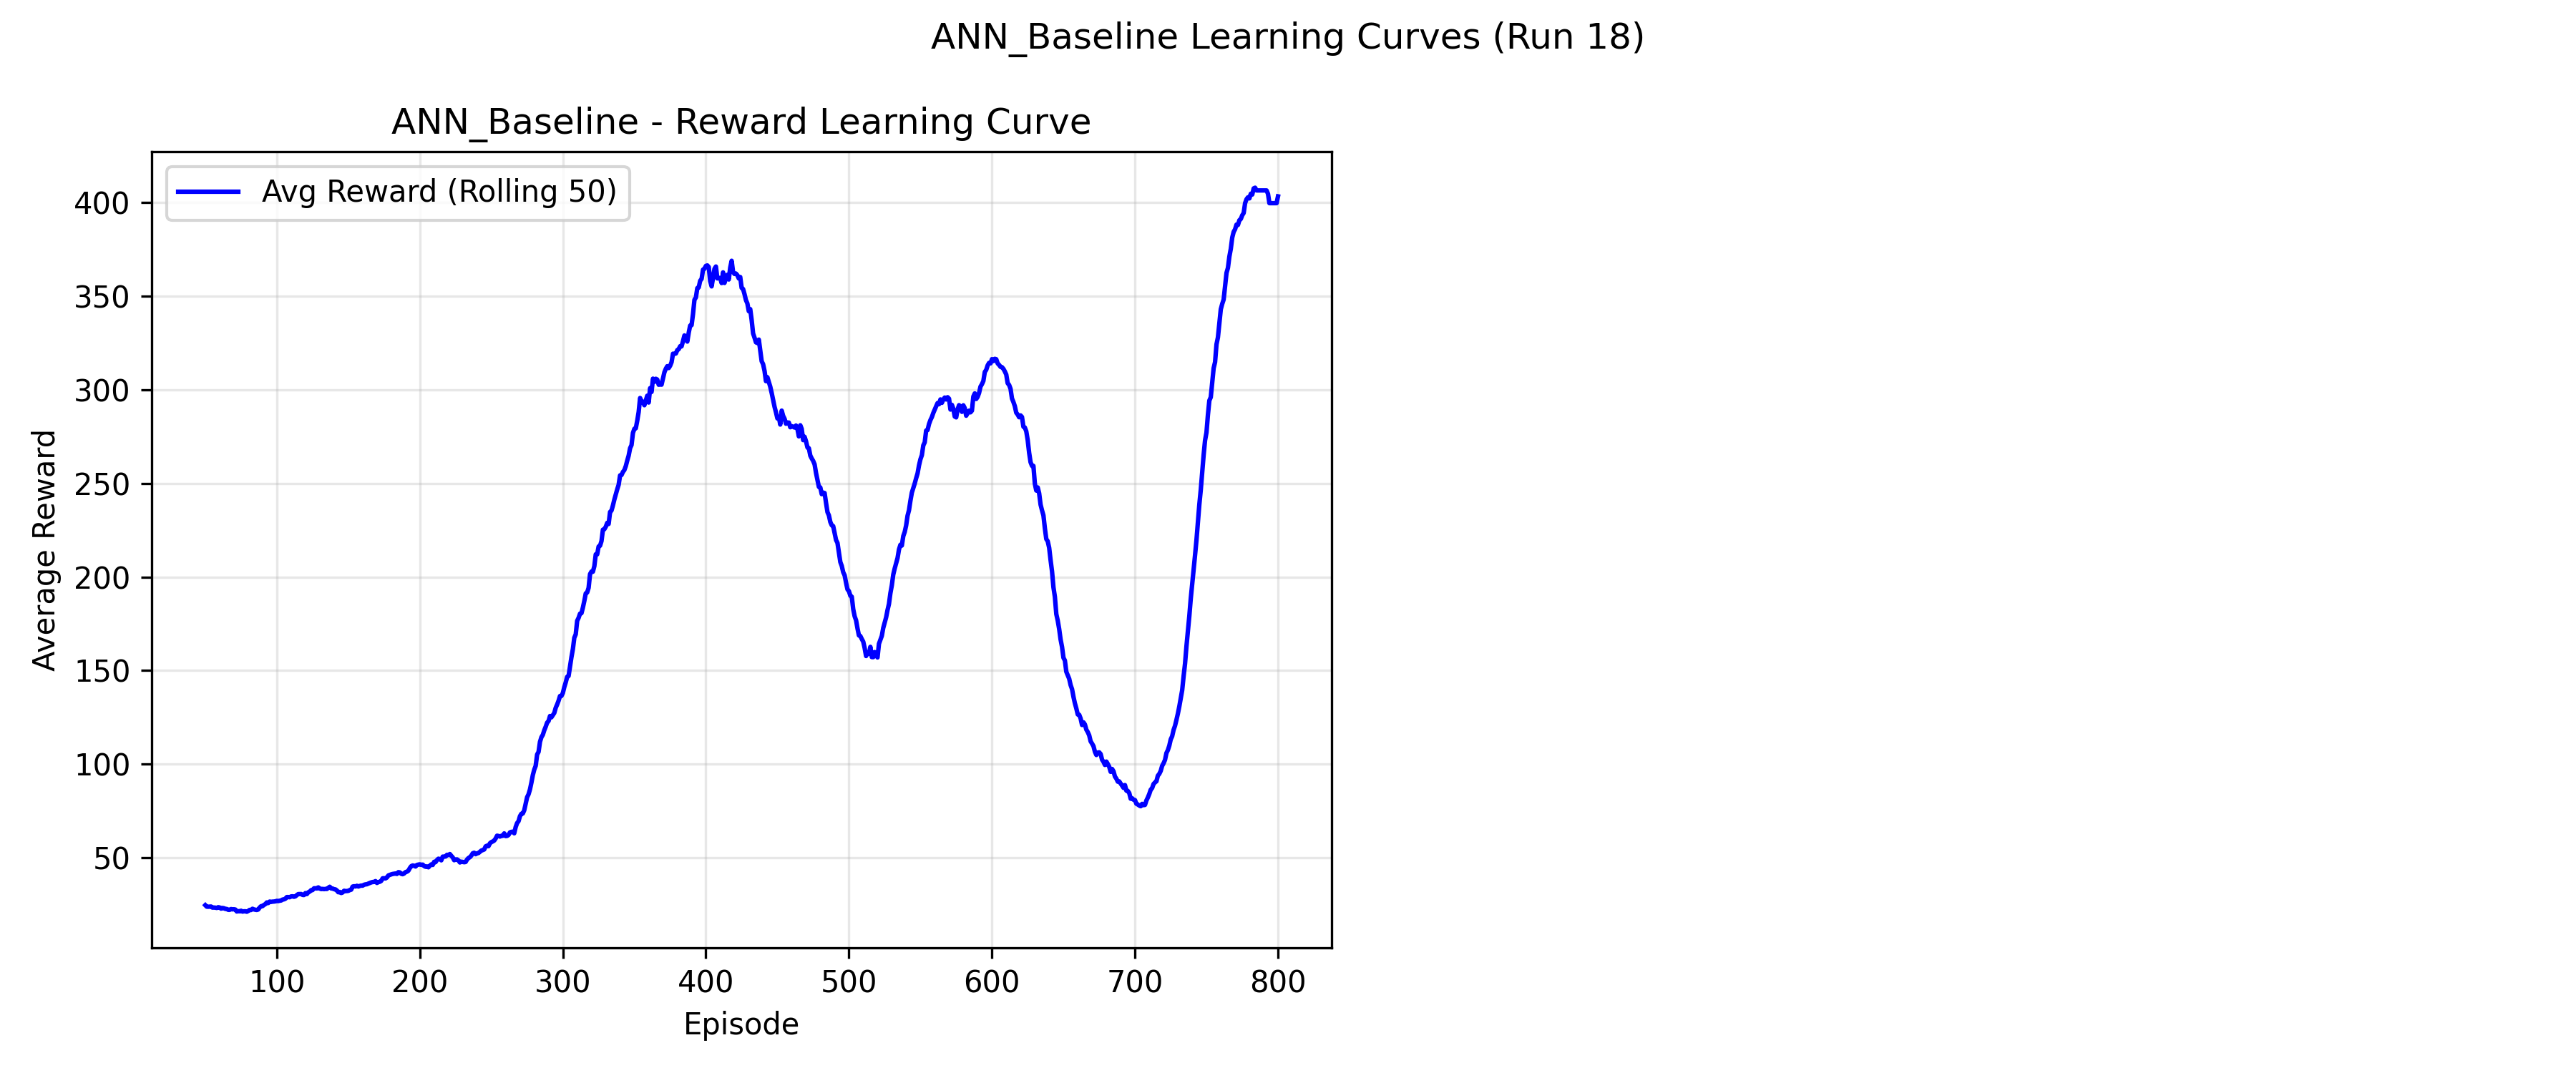 ANN_Baseline Learning Curves (Run 18)
ANN_Baseline - Reward Learning Curve
Avg Reward (Rolling 50)
400
350
300
250
200
150
100
50
Average Reward
100 200 300 400 500 600 700 800
Episode